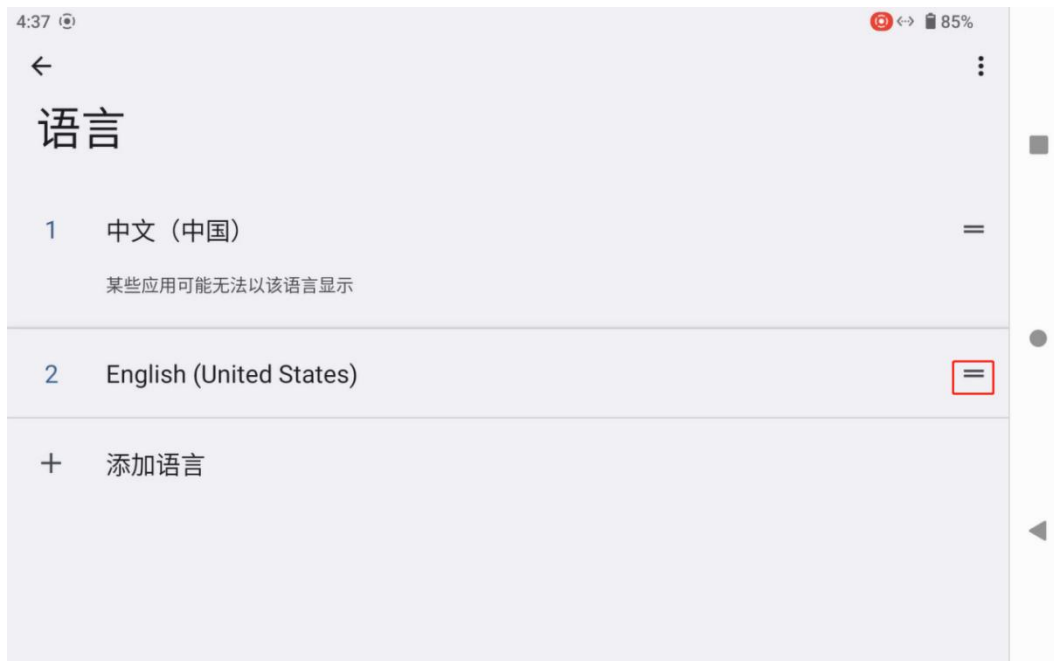 4:37
85%
语言
1 中文（中国）
某些应用可能无法以该语言显示
2 English (United States)
添加语言